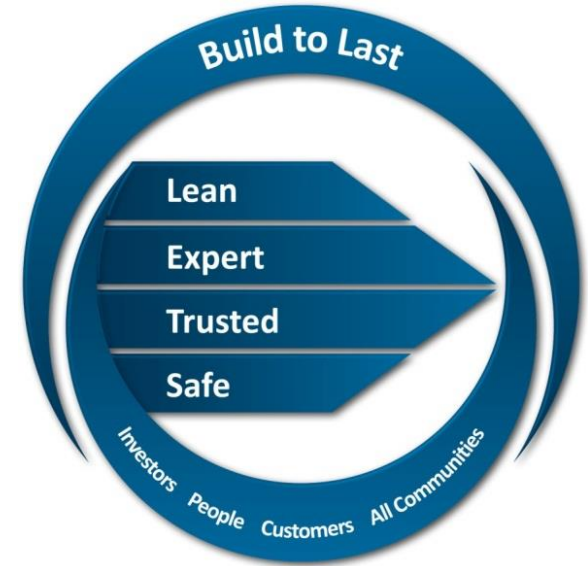 Build to Last
Lean
Expert
Trusted
Safe
Investors People Customers All Communities